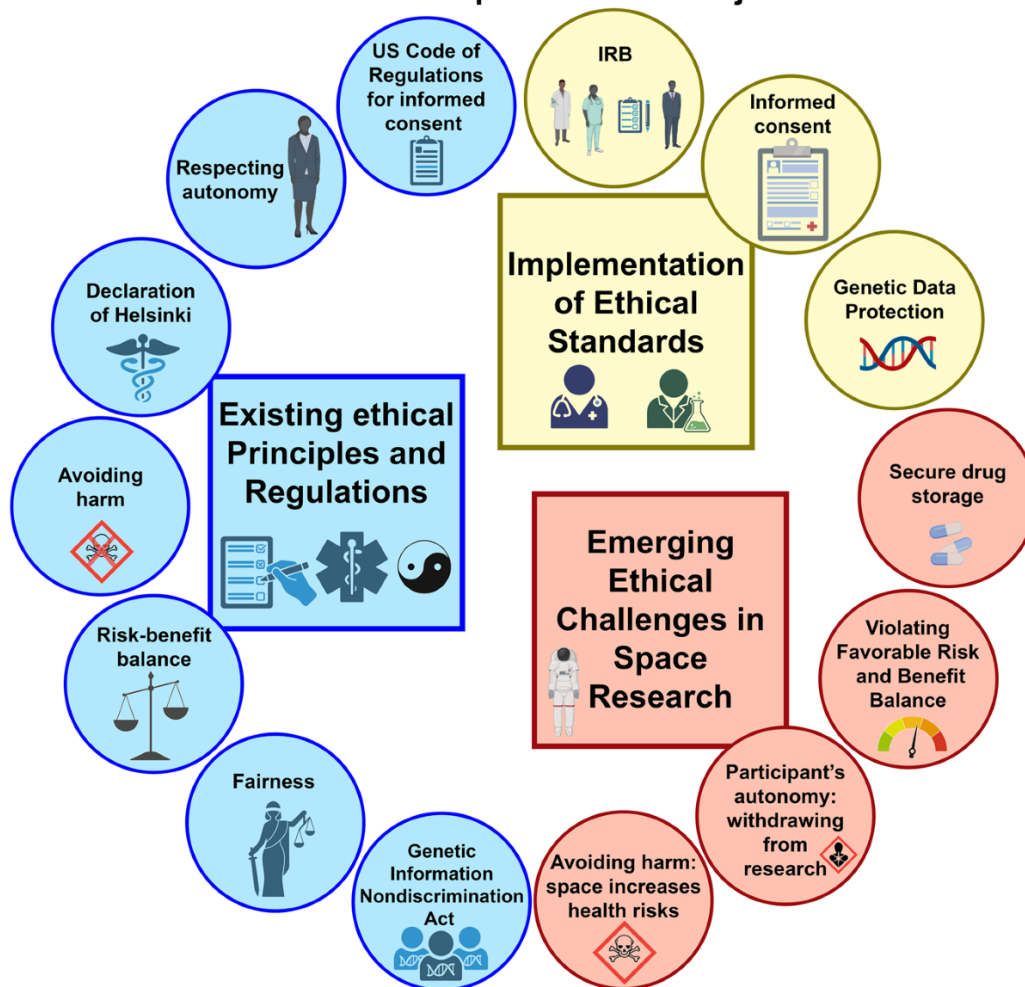 US Code of
Regulations
for informed
consent
IRB
Informed
consent
Respecting
autonomy
Implementation
of Ethical
Standards
Declaration
of Helsinki
Genetic Data
Protection
Existing ethical
Principles and
Regulations
Avoiding
harm
Secure drug
storage
Emerging
Ethical
Challenges in
Space
Research
Risk-benefit
balance
Violating
Favorable Risk
and Benefit
Balance
Fairness
Participant’s
autonomy:
withdrawing
from
research
Genetic
Information
Nondiscrimination
Act
Avoiding harm:
space increases
health risks